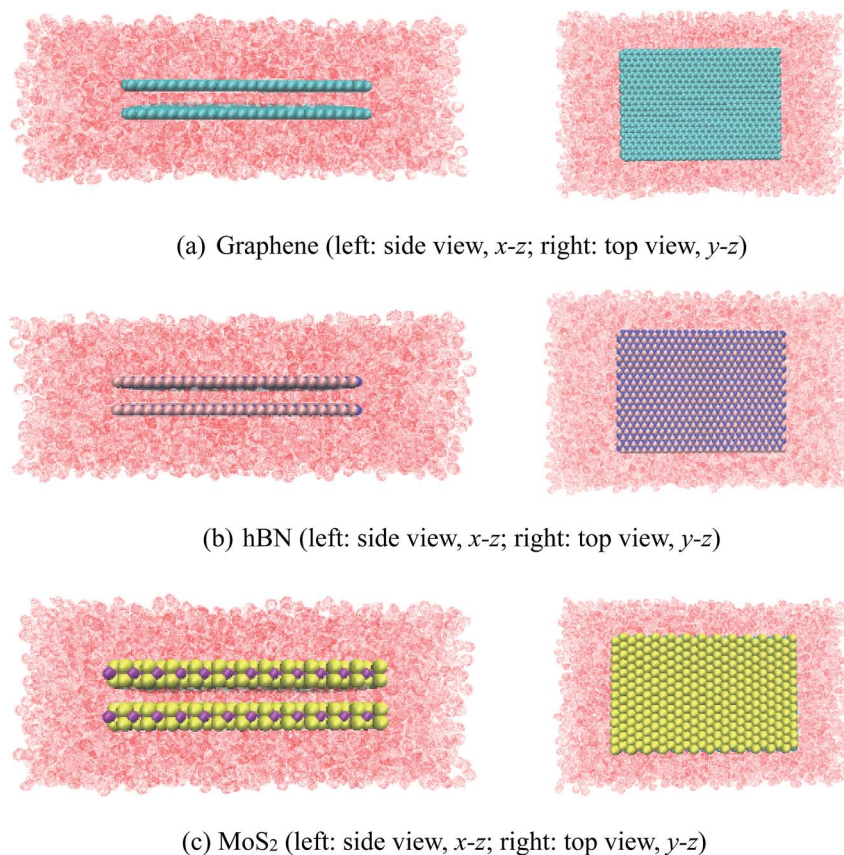 (a) Graphene (left: side view, x-z; right: top view, y-z)
(b) hBN (left: side view, x-z; right: top view, y-z)
(c) MoS₂ (left: side view, x-z; right: top view, y-z)